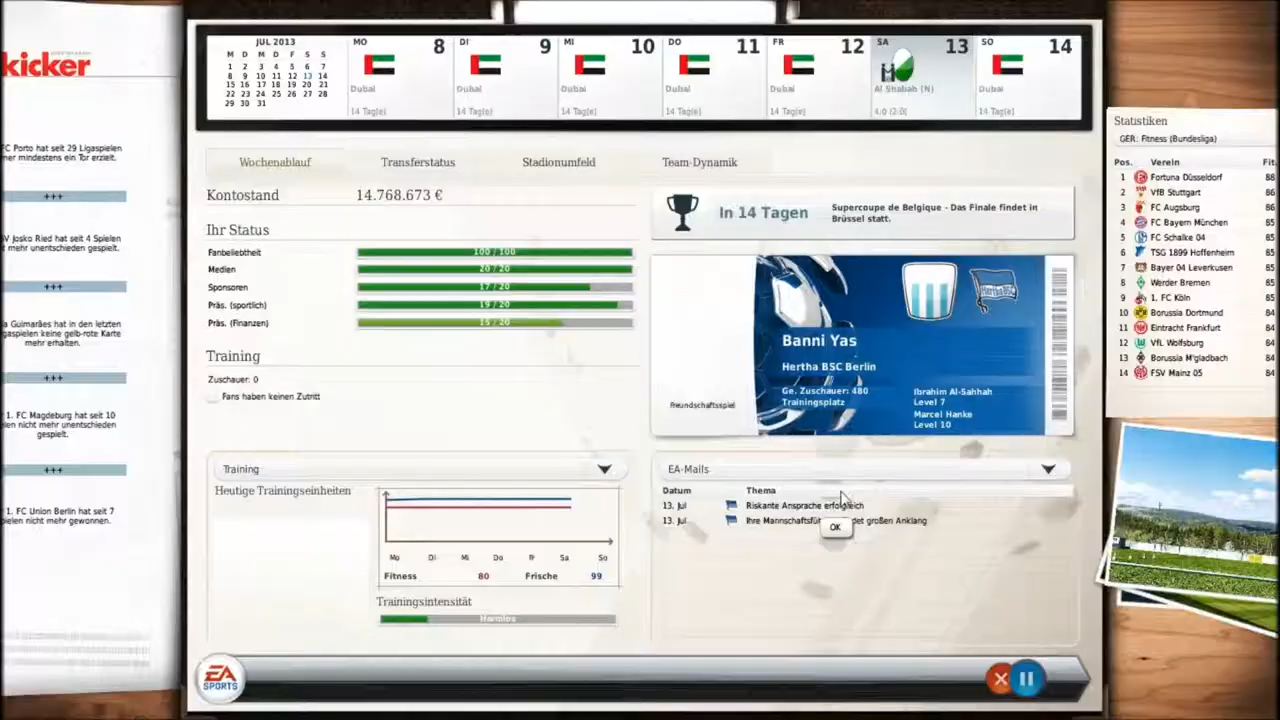 kicker
FC Porto hat seit 29 Ligaspielen
mindestens ein Tor erzielt.
+++
SV Josko Ried hat seit 4 Spielen
mehr unentschieden gespielt.
+++
Guimarães hat in den letzten
keine gelb-rote Karte
mehr erhalten.
+++
1. FC Magdeburg hat seit 10
nicht mehr unentschieden
gespielt.
+++
1. FC Union Berlin hat seit 7
nicht mehr gewonnen.
JUL 2013
M D M D F S S
1 2 3 4 5 6 7
8 9 10 11 12 13 14
15 16 17 18 19 20 21
22 23 24 25 26 27 28
29 30 31
MO 8
Dubai
14 Tag(e)
DI 9
Dubai
14 Tag(e)
MI 10
Dubai
14 Tag(e)
DO 11
Dubai
14 Tag(e)
FR 12
Dubai
14 Tag(e)
SA 13
Al Shabab (N)
4:0 (2:0)
SO 14
Dubai
14 Tag(e)
Wochenablauf
Transferstatus
Stadionumfeld
Team-Dynamik
Kontostand 14.768.673 €
Ihr Status
Fanbeliebtheit 100 / 100
Medien 20 / 20
Sponsoren 17 / 20
Präs. (sportlich) 19 / 20
Präs. (Finanzen) 15 / 20
Training
Zuschauer: 0
Fans haben keinen Zutritt
In 14 Tagen
Supercoupe de Belgique - Das Finale findet in
Brüssel statt.
Hertha BSC
Banni Yas
Hertha BSC Berlin
Ge. Zuschauer: 480
Trainingsplatz
Ibrahim Al-Sahhah
Level 7
Marcel Hanke
Level 10
Freundschaftsspiel
Training
Heutige Trainingseinheiten
Mo Di Mi Do Fr Sa So
Fitness 80 Frische 99
Trainingsintensität
Harmlos
EA-Mails
Datum Thema
13. Jul Riskante Ansprache erfolgreich
13. Jul Ihre det großen Anklang
OK
EA
SPORTS
Statistiken
GER: Fitness (Bundesliga)
Pos. Verein Fit
1 Fortuna Düsseldorf 88
2 VfB Stuttgart 86
3 FC Augsburg 86
4 FC Bayern München 85
5 FC Schalke 04 85
6 TSG 1899 Hoffenheim 85
7 Bayer 04 Leverkusen 85
8 Werder Bremen 85
9 1. FC Köln 85
10 Borussia Dortmund 85
11 Eintracht Frankfurt 84
12 VfL Wolfsburg 84
13 Borussia M'gladbach 84
14 FSV Mainz 05 84